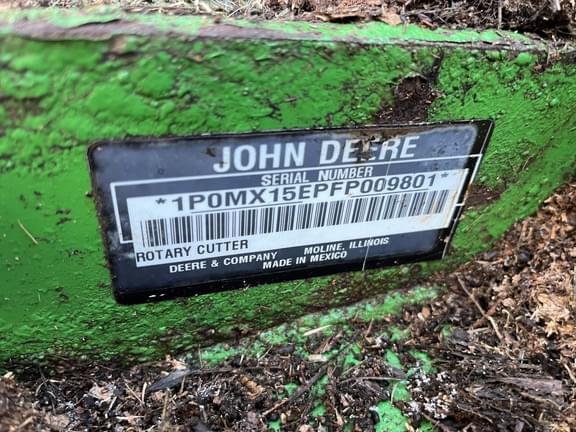 JOHN DEERE
SERIAL NUMBER
*1P0MX15EPFP009801*
ROTARY CUTTER
DEERE & COMPANY MOLINE, ILLINOIS
MADE IN MEXICO